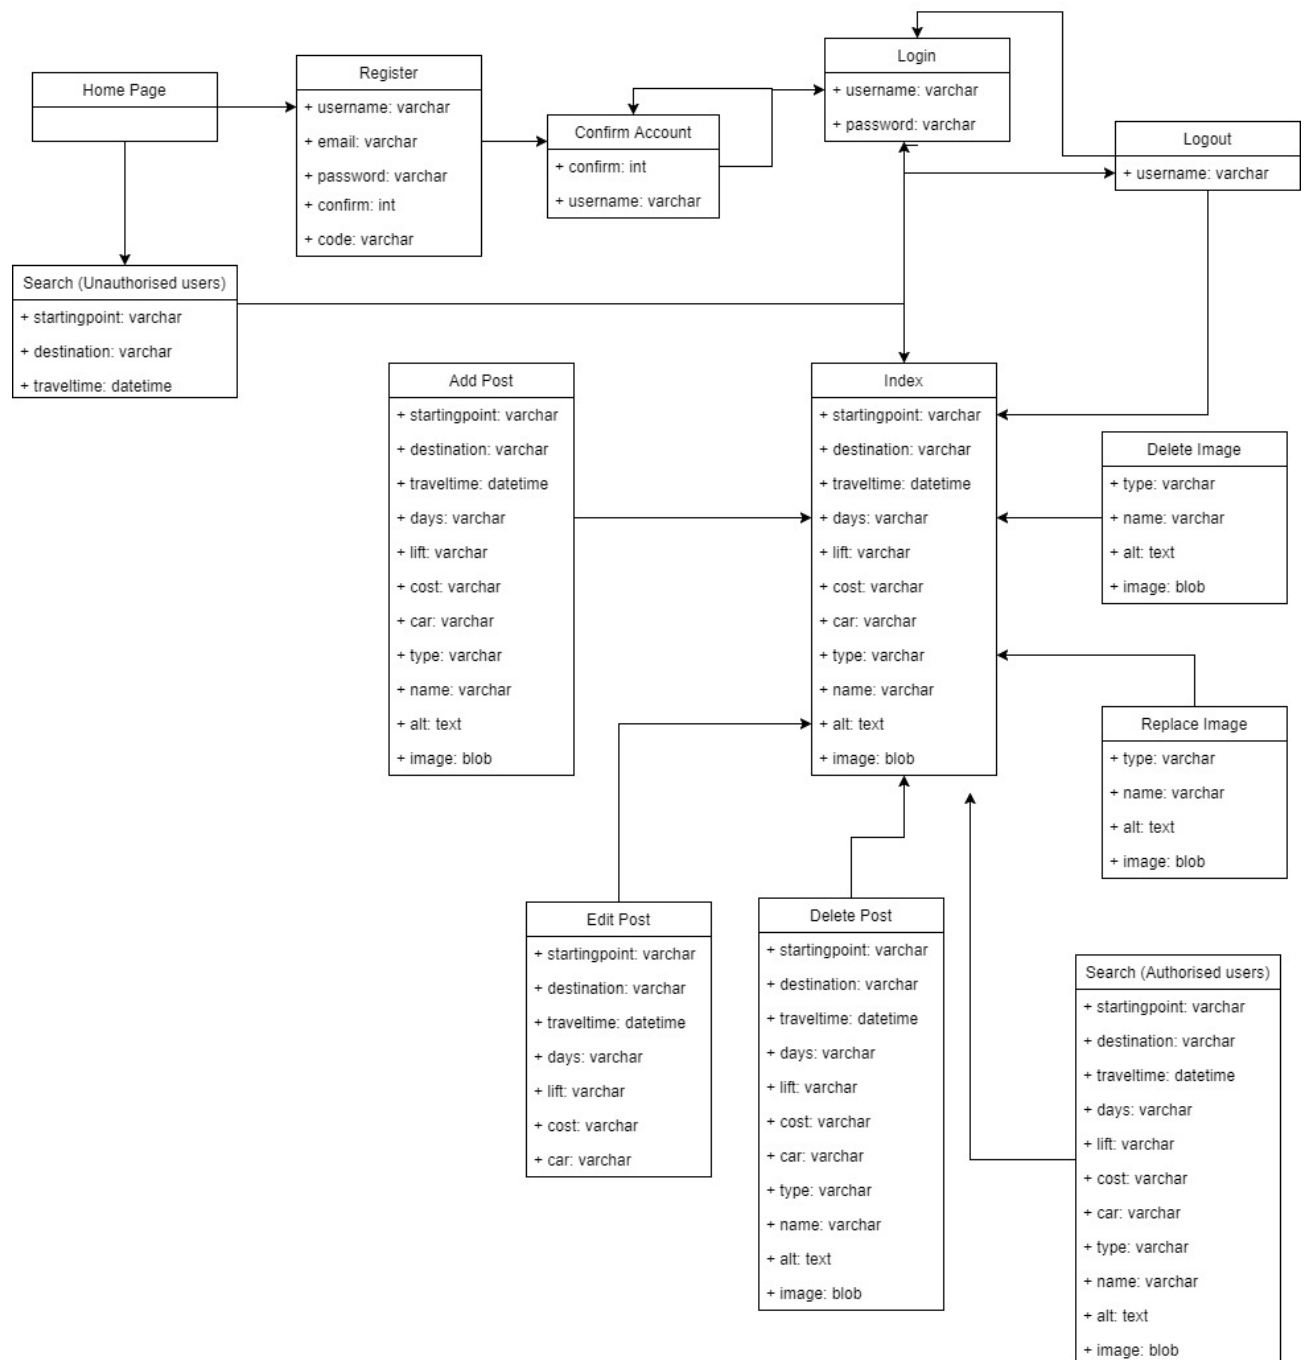 Home Page
Register
+ username: varchar
+ email: varchar
+ password: varchar
+ confirm: int
+ code: varchar
Confirm Account
+ confirm: int
+ username: varchar
Login
+ username: varchar
+ password: varchar
Logout
+ username: varchar
Search (Unauthorised users)
+ startingpoint: varchar
+ destination: varchar
+ traveltime: datetime
Add Post
+ startingpoint: varchar
+ destination: varchar
+ traveltime: datetime
+ days: varchar
+ lift: varchar
+ cost: varchar
+ car: varchar
+ type: varchar
+ name: varchar
+ alt: text
+ image: blob
Index
+ startingpoint: varchar
+ destination: varchar
+ traveltime: datetime
+ days: varchar
+ lift: varchar
+ cost: varchar
+ car: varchar
+ type: varchar
+ name: varchar
+ alt: text
+ image: blob
Delete Image
+ type: varchar
+ name: varchar
+ alt: text
+ image: blob
Replace Image
+ type: varchar
+ name: varchar
+ alt: text
+ image: blob
Edit Post
+ startingpoint: varchar
+ destination: varchar
+ traveltime: datetime
+ days: varchar
+ lift: varchar
+ cost: varchar
+ car: varchar
Delete Post
+ startingpoint: varchar
+ destination: varchar
+ traveltime: datetime
+ days: varchar
+ lift: varchar
+ cost: varchar
+ car: varchar
+ type: varchar
+ name: varchar
+ alt: text
+ image: blob
Search (Authorised users)
+ startingpoint: varchar
+ destination: varchar
+ traveltime: datetime
+ days: varchar
+ lift: varchar
+ cost: varchar
+ car: varchar
+ type: varchar
+ name: varchar
+ alt: text
+ image: blob